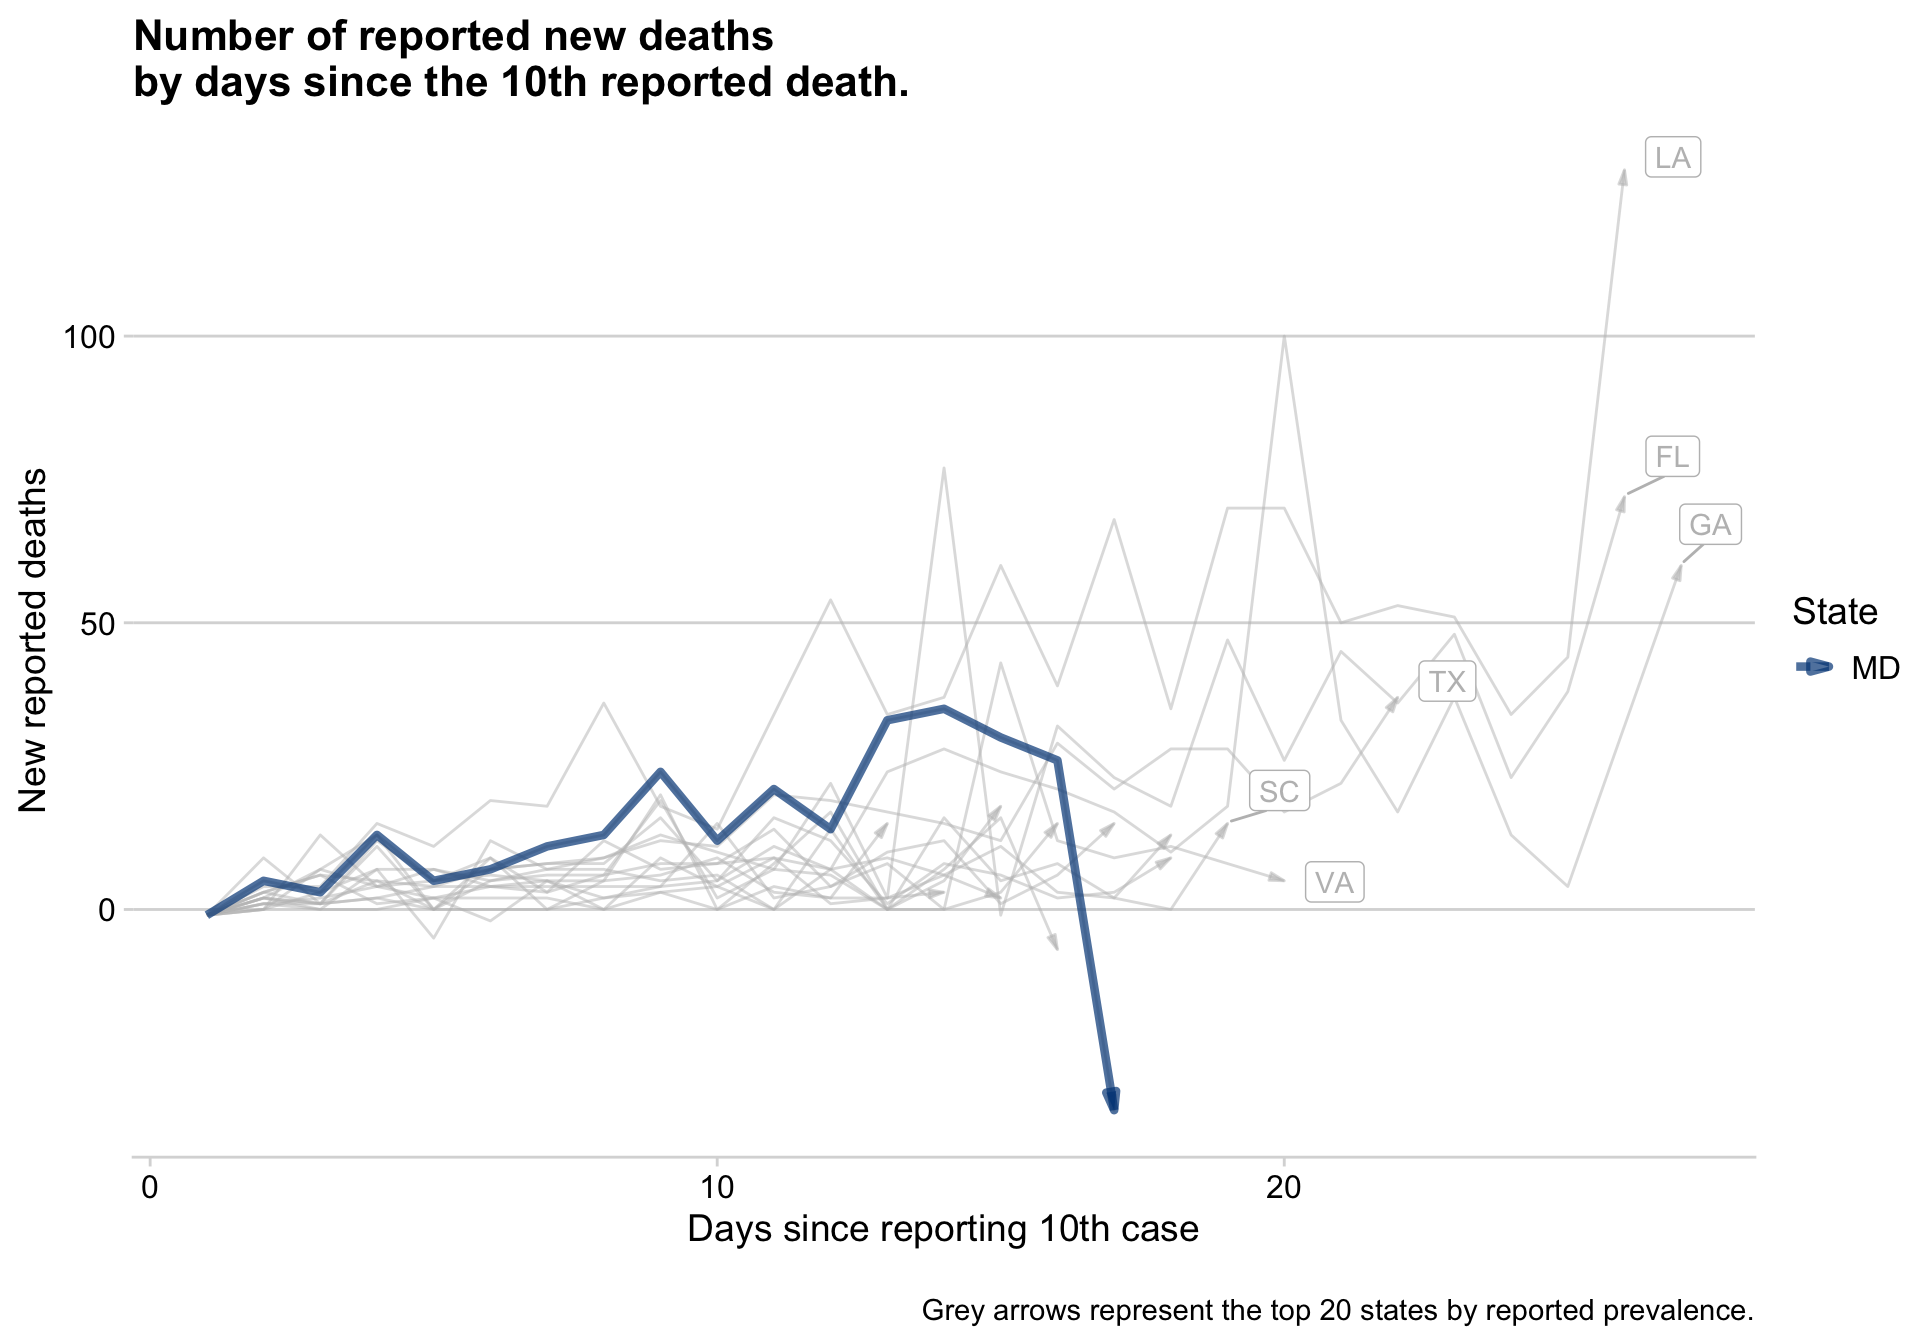 Number of reported new deaths
by days since the 10th reported death.
LA
100
FL
GA
New reported deaths
State
50
TX
MD
SC
VA
0
0
10
20
Days since reporting 10th case
Grey arrows represent the top 20 states by reported prevalence.